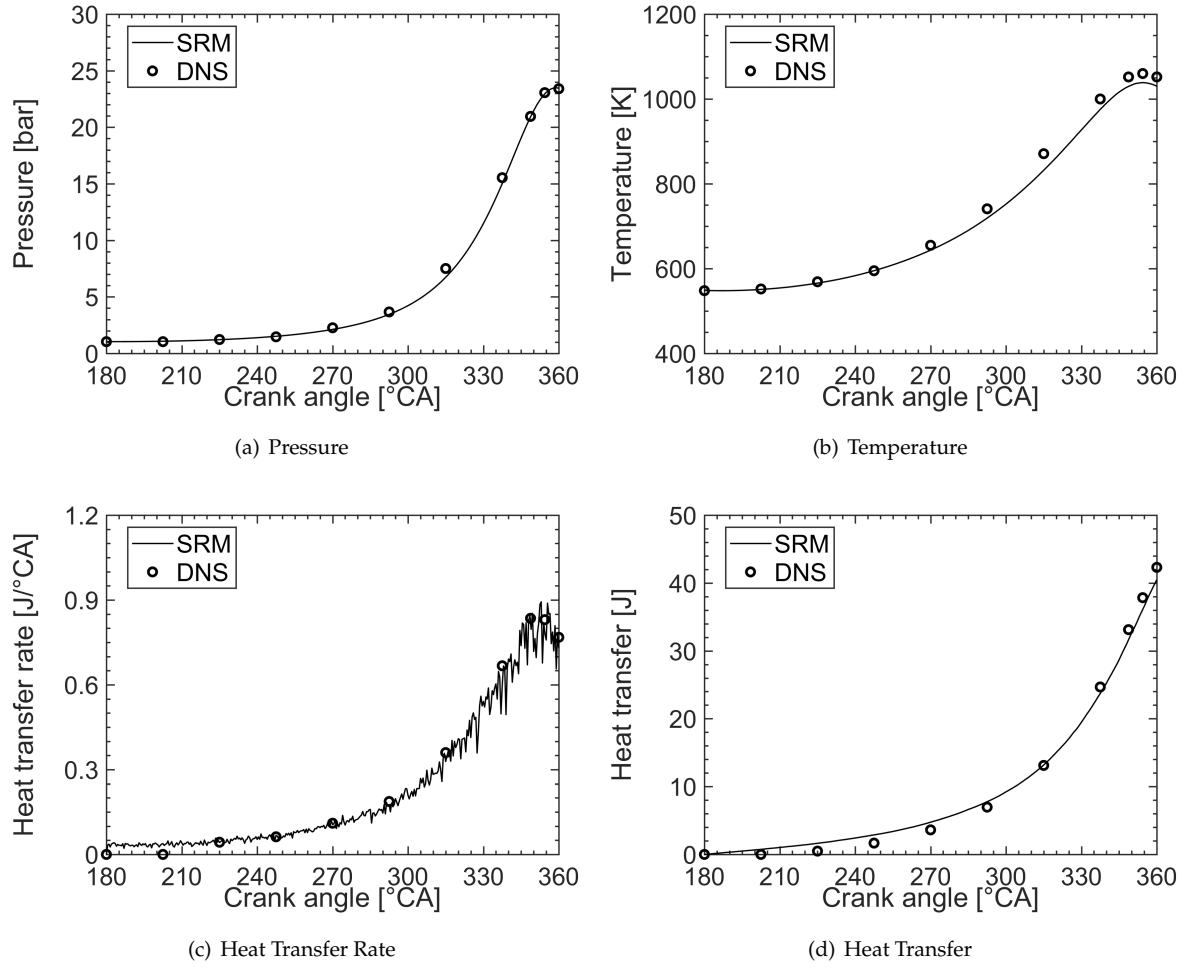 30
25
20
15
10
5
0
Pressure [bar]
SRM
DNS
180 210 240 270 300 330 360
Crank angle [°CA]
(a) Pressure
1200
1000
800
600
400
Temperature [K]
SRM
DNS
180 210 240 270 300 330 360
Crank angle [°CA]
(b) Temperature
1.2
0.9
0.6
0.3
0
Heat transfer rate [J/°CA]
SRM
DNS
180 210 240 270 300 330 360
Crank angle [°CA]
(c) Heat Transfer Rate
50
40
30
20
10
0
Heat transfer [J]
SRM
DNS
180 210 240 270 300 330 360
Crank angle [°CA]
(d) Heat Transfer